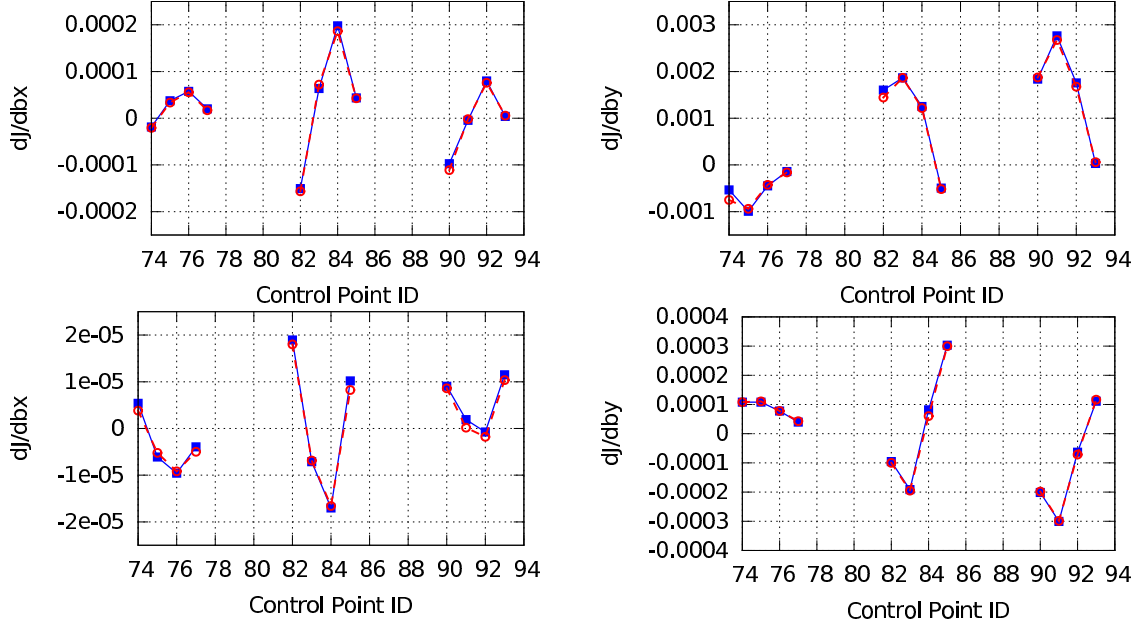 0.0002
0.0001
0
-0.0001
-0.0002
dJ/dbx
74 76 78 80 82 84 86 88 90 92 94
Control Point ID
0.003
0.002
0.001
0
-0.001
dJ/dby
74 76 78 80 82 84 86 88 90 92 94
Control Point ID
2e-05
1e-05
0
-1e-05
-2e-05
dJ/dbx
74 76 78 80 82 84 86 88 90 92 94
Control Point ID
0.0004
0.0003
0.0002
0.0001
0
-0.0001
-0.0002
-0.0003
-0.0004
dJ/dby
74 76 78 80 82 84 86 88 90 92 94
Control Point ID